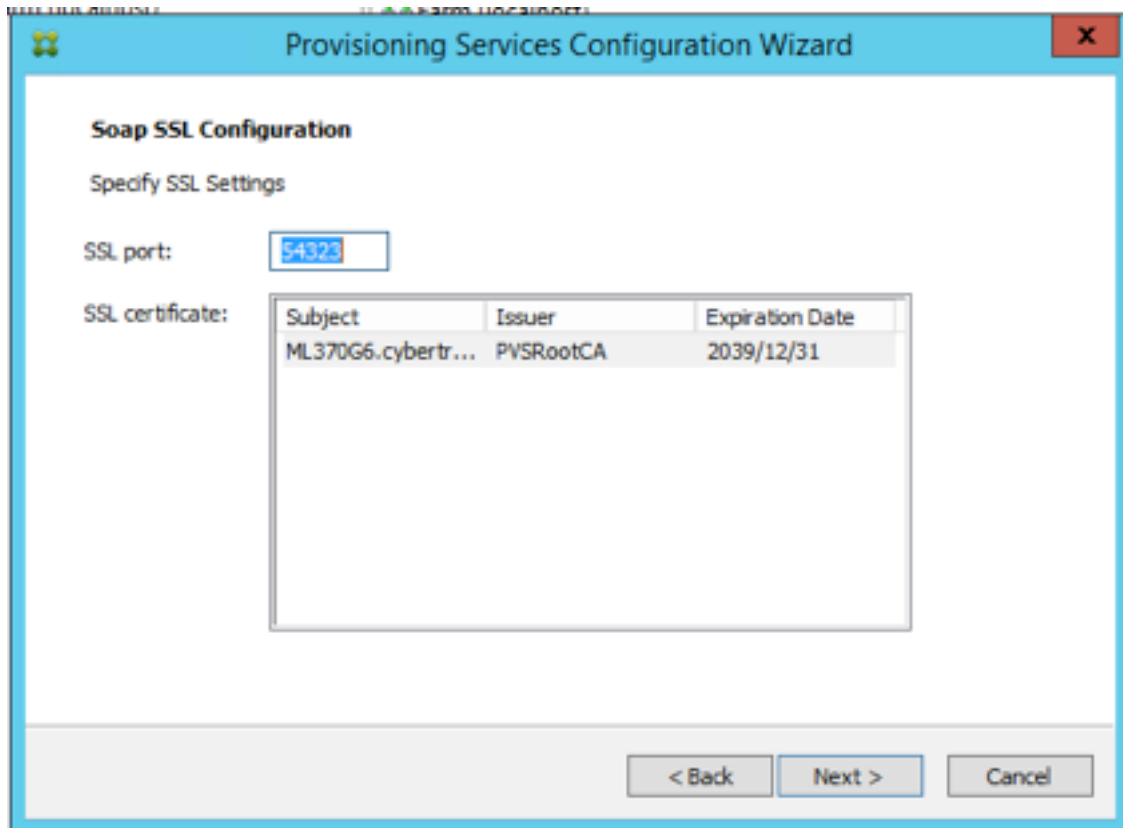 Provisioning Services Configuration Wizard
x
Soap SSL Configuration
Specify SSL Settings
SSL port: 54323
SSL certificate:
Subject Issuer Expiration Date
ML370G6.cybertr... PVSRootCA 2039/12/31
< Back Next > Cancel